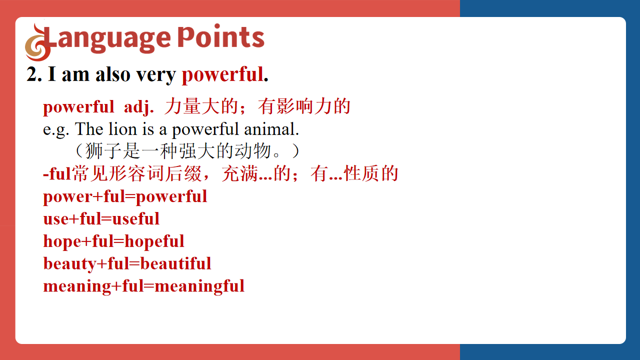 Language Points
2. I am also very powerful.
powerful adj. 力量大的；有影响力的
e.g. The lion is a powerful animal.
（狮子是一种强大的动物。）
-ful常见形容词后缀，充满...的；有...性质的
power+ful=powerful
use+ful=useful
hope+ful=hopeful
beauty+ful=beautiful
meaning+ful=meaningful